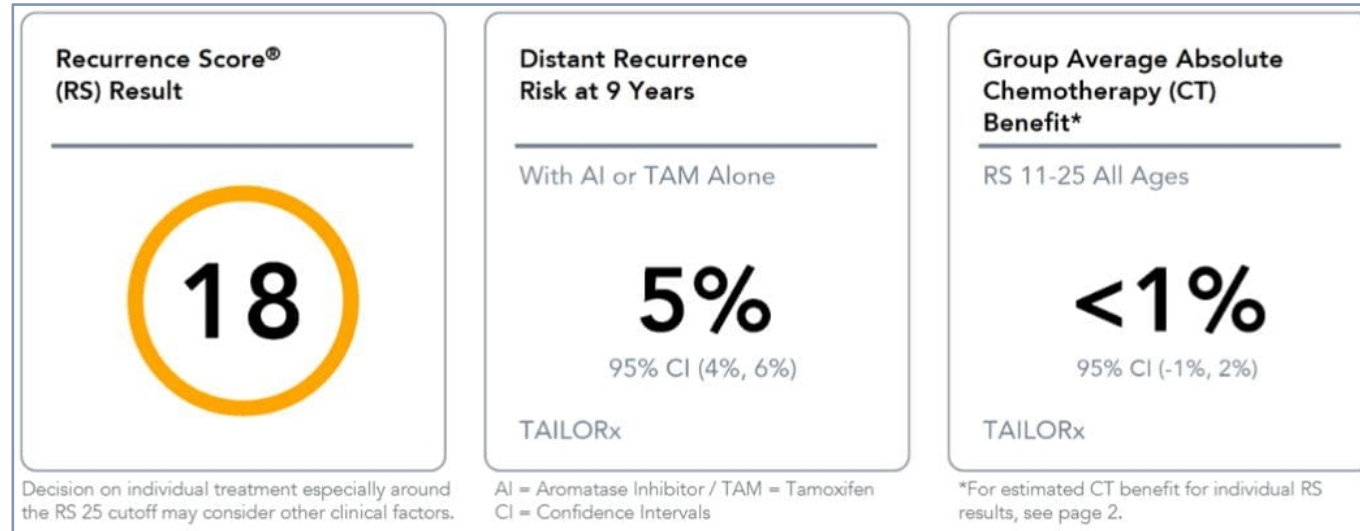 Recurrence Score®
(RS) Result
18
Decision on individual treatment especially around
the RS 25 cutoff may consider other clinical factors.
Distant Recurrence
Risk at 9 Years
With AI or TAM Alone
5%
95% CI (4%, 6%)
TAILORx
AI = Aromatase Inhibitor / TAM = Tamoxifen
CI = Confidence Intervals
Group Average Absolute
Chemotherapy (CT)
Benefit*
RS 11-25 All Ages
<1%
95% CI (-1%, 2%)
TAILORx
*For estimated CT benefit for individual RS
results, see page 2.